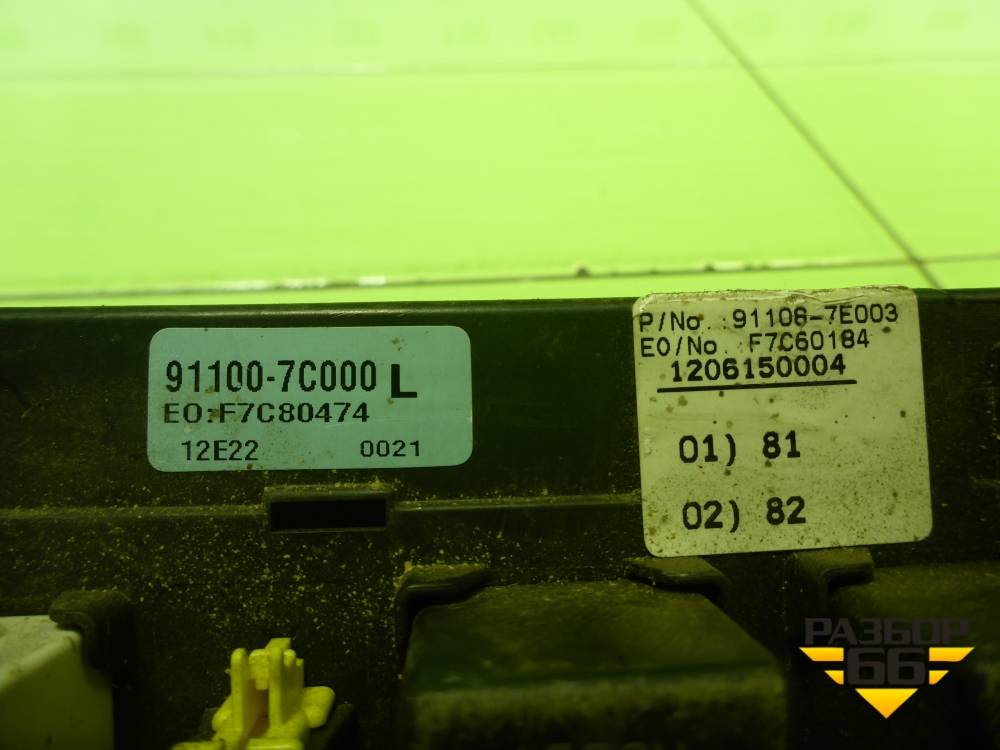 91100-7C000 L
EO:F7C80474
12E22 0021
P/No. 91106-7E003
EO/No. F7C60184
1206150004
01) 81
02) 82
РАЗБОР
66